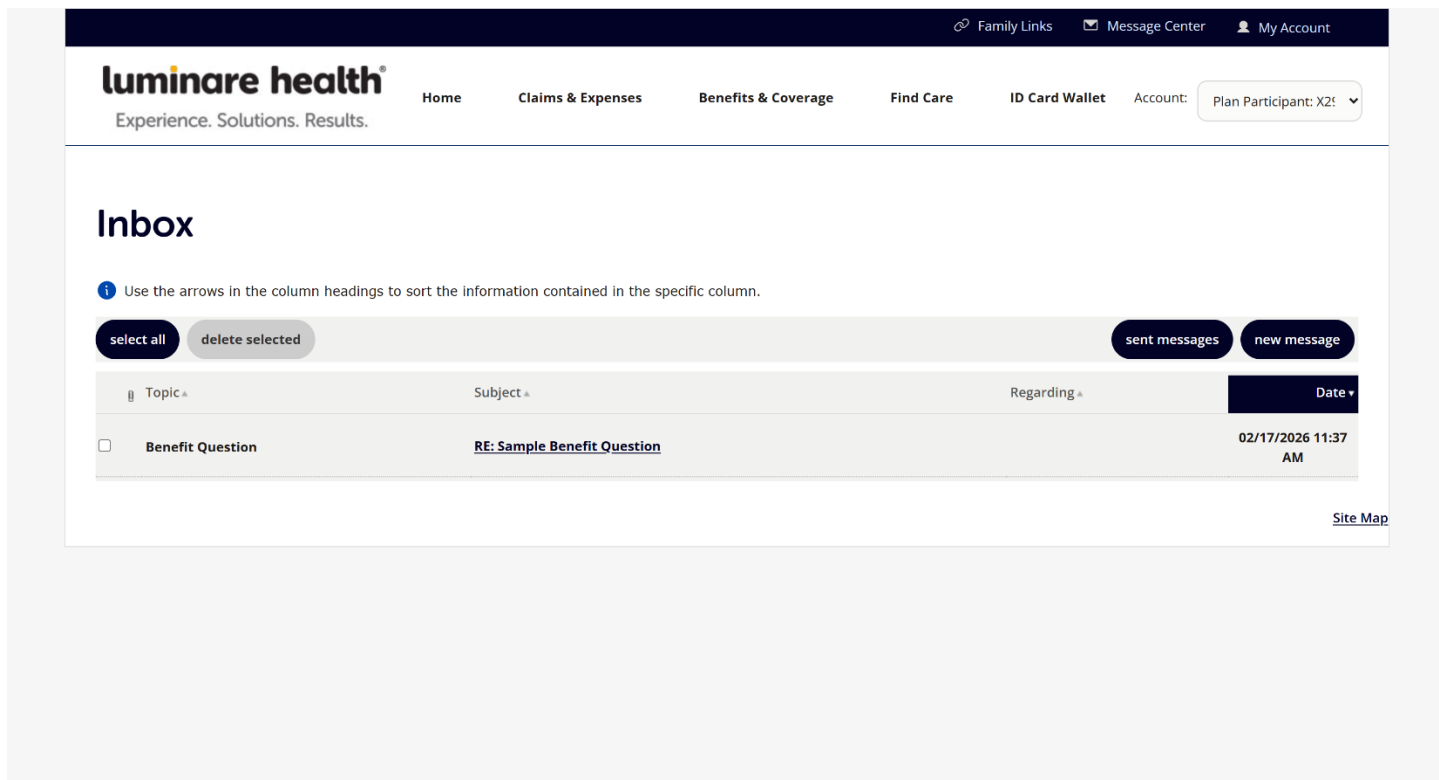 Family Links Message Center My Account
luminare health®
Experience. Solutions. Results.
Home Claims & Expenses Benefits & Coverage Find Care ID Card Wallet Account: Plan Participant: X29
Inbox
Use the arrows in the column headings to sort the information contained in the specific column.
select all delete selected sent messages new message
Topic Subject Regarding Date
Benefit Question RE: Sample Benefit Question 02/17/2026 11:37
AM
Site Map